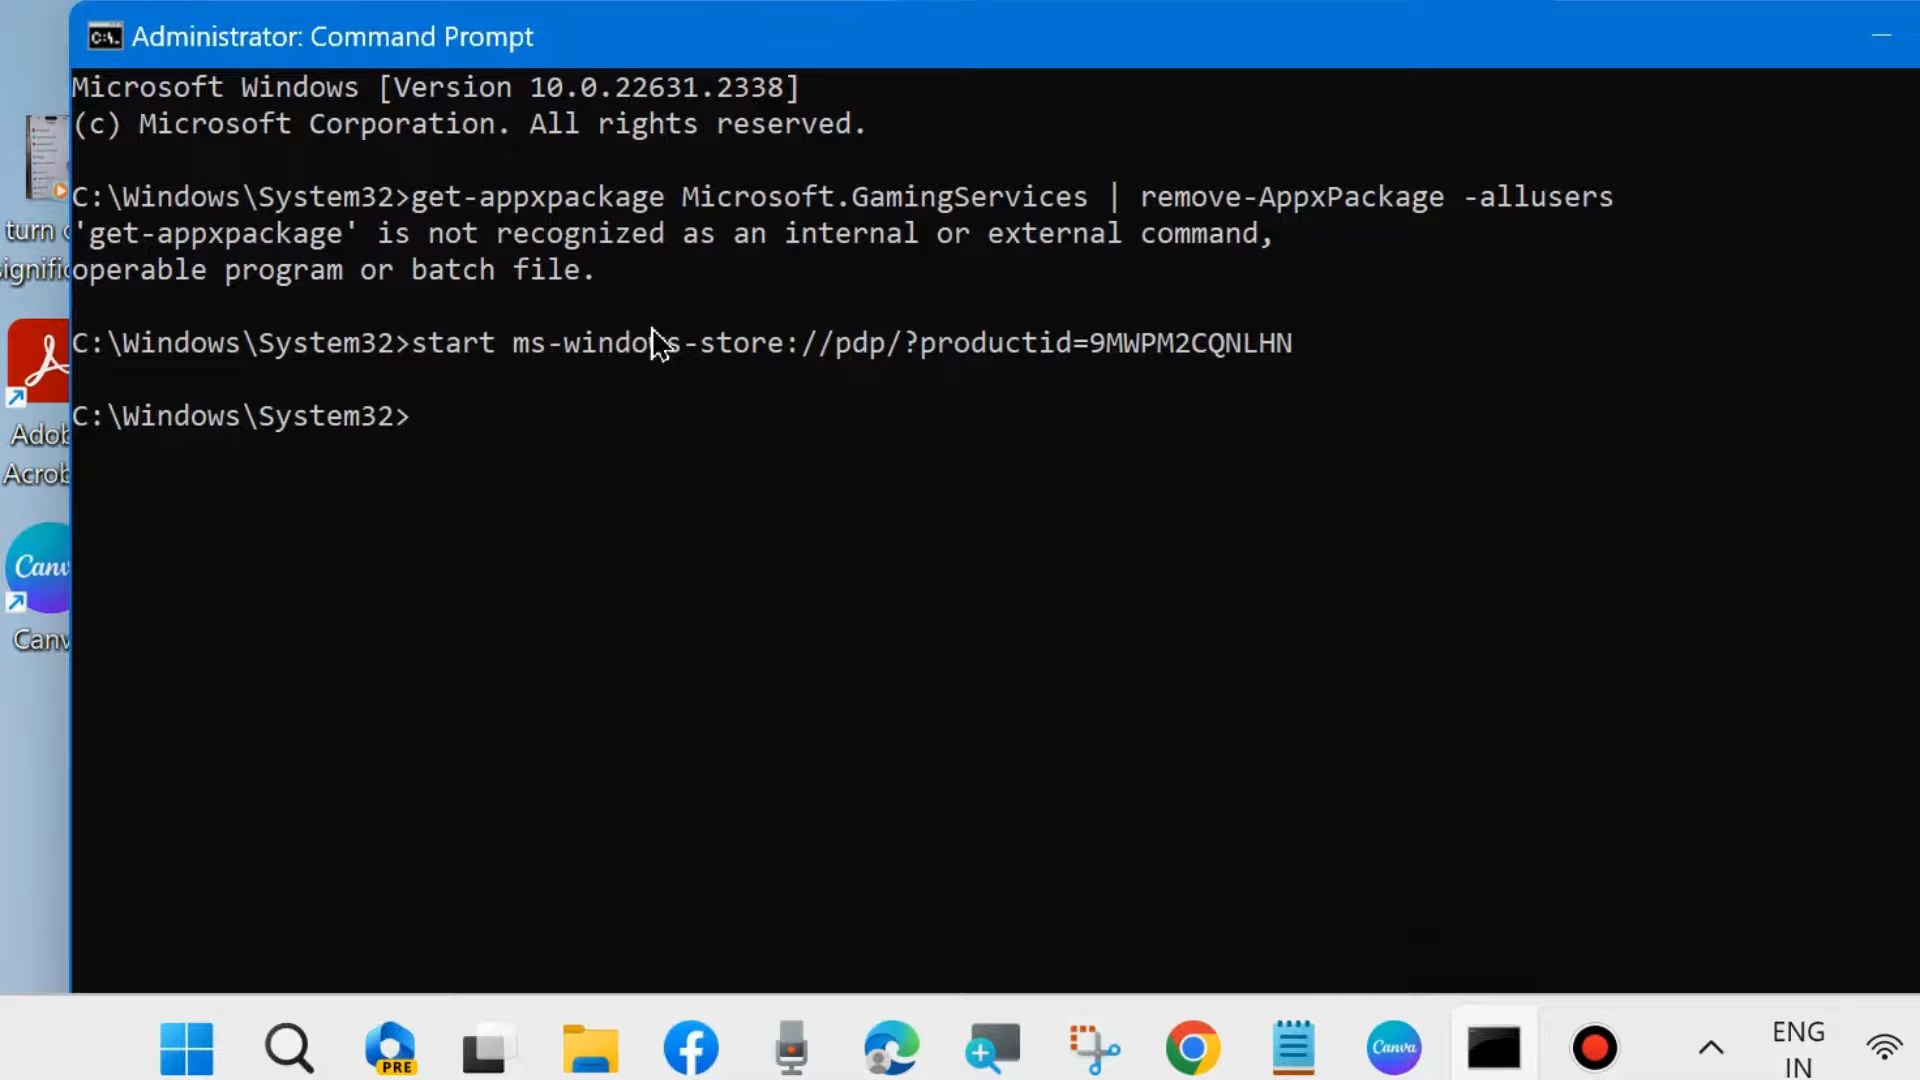 Administrator: Command Prompt
Microsoft Windows [Version 10.0.22631.2338]
(c) Microsoft Corporation. All rights reserved.
C:\Windows\System32>get-appxpackage Microsoft.GamingServices | remove-AppxPackage -allusers
'get-appxpackage' is not recognized as an internal or external command,
operable program or batch file.
C:\Windows\System32>start ms-windows-store://pdp/?productid=9MWPM2CQNLHN
C:\Windows\System32>
turn
signific
Adob
Acrob
Canv
Canv
PRE
Canva
ENG
IN